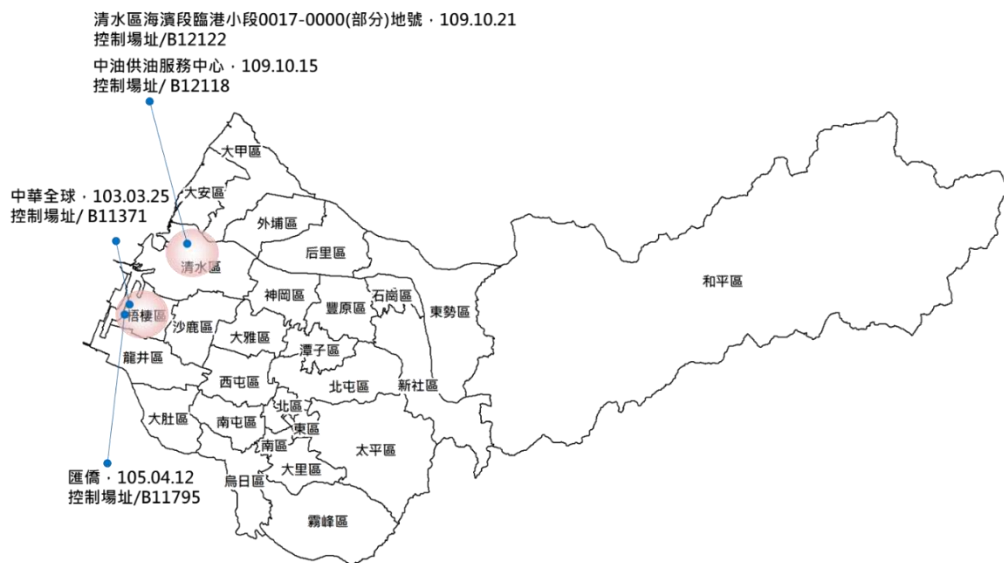 清水區海濱段臨港小段0017-0000(部分)地號．109.10.21
控制場址/B12122
中油供油服務中心．109.10.15
控制場址/ B12118
大甲區
中華全球．103.03.25
控制場址/ B11371
大安區
外埔區
后里區
清水區
和平區
神岡區
豐原區
石崗區
東勢區
梧棲區
沙鹿區
大雅區
潭子區
龍井區
西屯區
北屯區
新社區
大肚區
南屯區
北區
東區
南區
太平區
大里區
烏日區
匯僑．105.04.12
控制場址/B11795
霧峰區